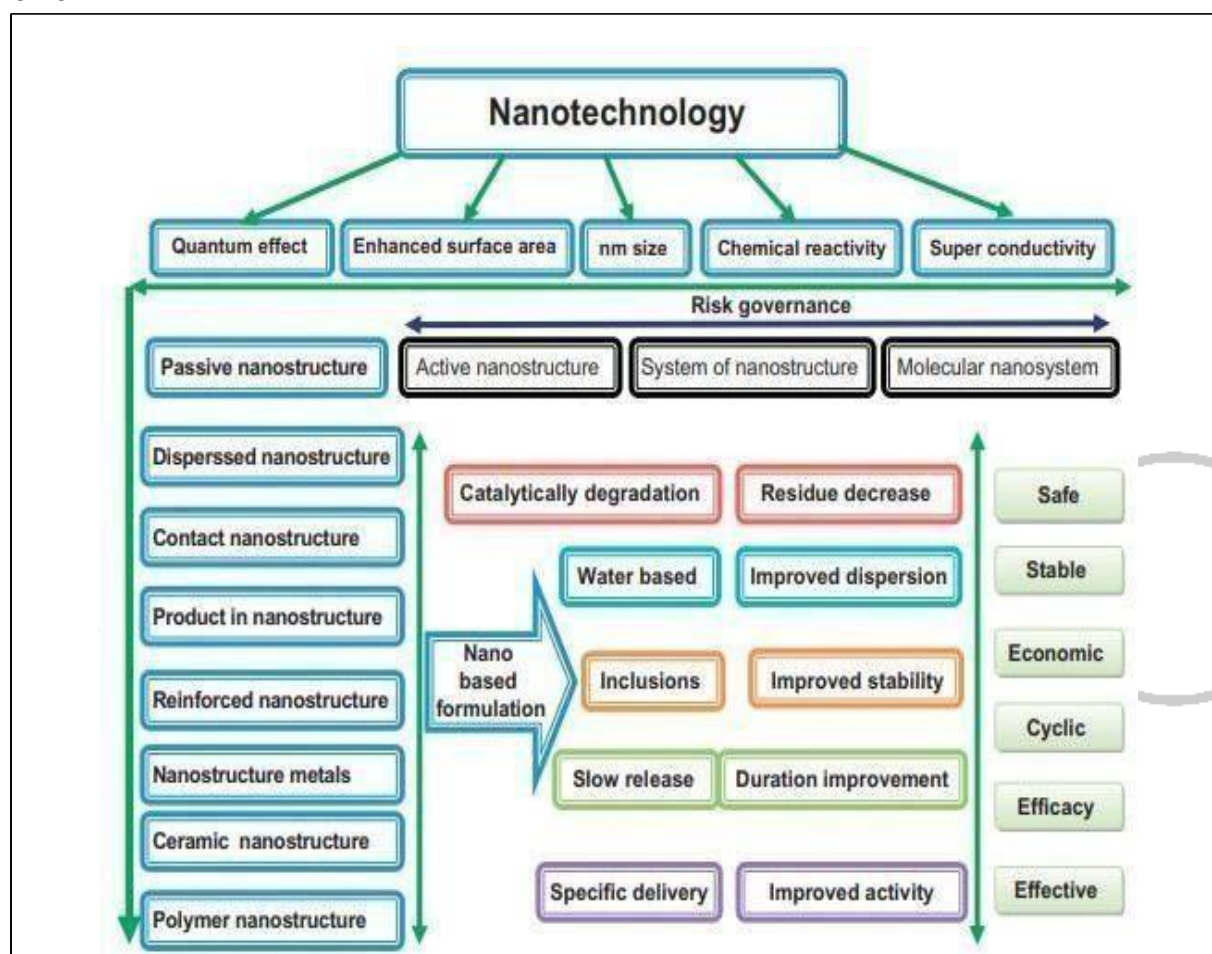 Nanotechnology
Quantum effect
Enhanced surface area
nm size
Chemical reactivity
Super conductivity
Risk governance
Passive nanostructure
Active nanostructure
System of nanostructure
Molecular nanosystem
Disperssed nanostructure
Contact nanostructure
Product in nanostructure
Reinforced nanostructure
Nanostructure metals
Ceramic nanostructure
Polymer nanostructure
Nano
based
formulation
Catalytically degradation
Residue decrease
Water based
Improved dispersion
Inclusions
Improved stability
Slow release
Duration improvement
Specific delivery
Improved activity
Safe
Stable
Economic
Cyclic
Efficacy
Effective